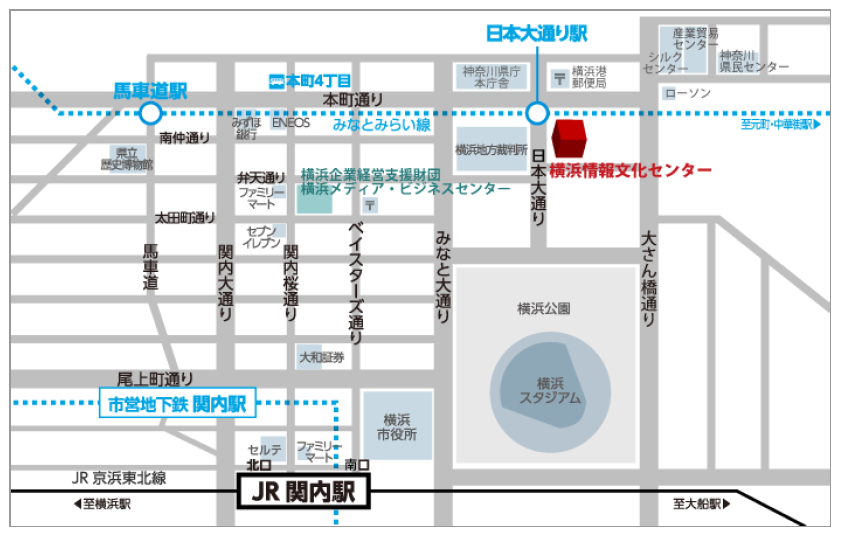 日本大通り駅
産業貿易
センター
シルク
センター
神奈川
県民センター
神奈川県庁
本庁舎
横浜港
郵便局
ローソン
馬車道駅
本町4丁目
本町通り
みずほ
銀行
ENEOS
みなとみらい線
至元町・中華街駅▶
南仲通り
県立
歴史博物館
横浜地方裁判所
日本大通り
横浜情報文化センター
弁天通り
ファミリー
マート
横浜企業経営支援財団
横浜メディア・ビジネスセンター
〒
〒
太田町通り
セブン
イレブン
馬車道
関内大通り
関内桜通り
ベイスターズ通り
みなと大通り
大さん橋通り
横浜公園
横浜
スタジアム
大和証券
尾上町通り
市営地下鉄 関内駅
横浜
市役所
セルテ
ファミリー
マート
北口
南口
JR 京浜東北線
JR 関内駅
◀至横浜駅
至大船駅▶